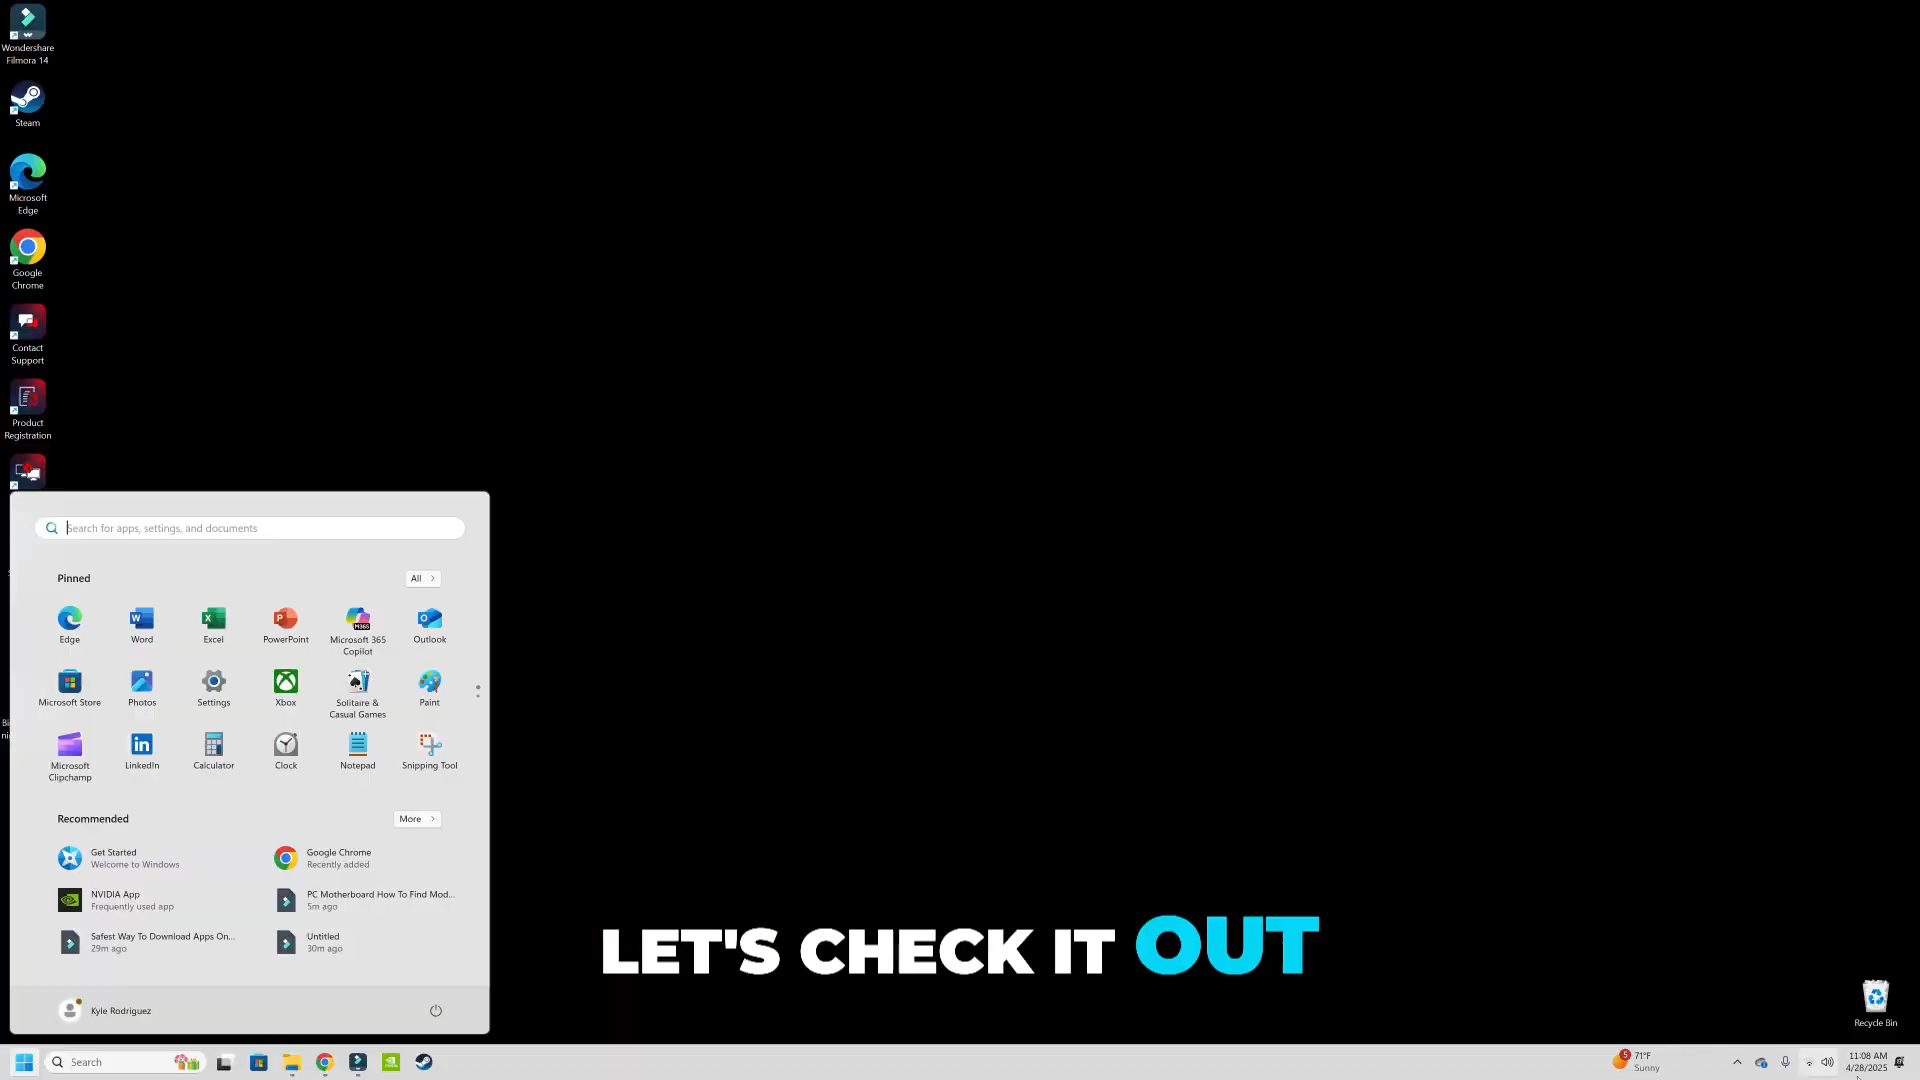 Wondershare
Filmora 14
Steam
Microsoft
Edge
Google
Chrome
Contact
Support
Product
Registration
Search for apps, settings, and documents
Pinned
All
Edge
Word
Excel
PowerPoint
Microsoft 365
Copilot
Outlook
Microsoft Store
Photos
Settings
Xbox
Solitaire &
Casual Games
Paint
Microsoft
Clipchamp
LinkedIn
Calculator
Clock
Notepad
Snipping Tool
Recommended
More
Get Started
Welcome to Windows
Google Chrome
Recently added
NVIDIA App
Frequently used app
PC Motherboard How To Find Mod...
5m ago
Safest Way To Download Apps On...
29m ago
Untitled
30m ago
Kyle Rodriguez
LET'S CHECK IT OUT
Recycle Bin
Search
5
71°F
Sunny
11:08 AM
4/28/2025